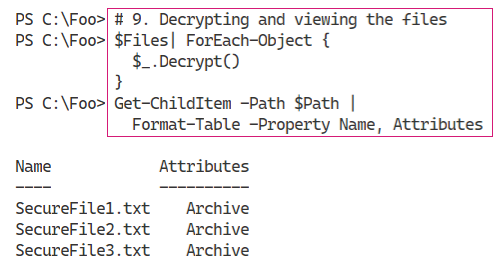 PS C:\Foo> # 9. Decrypting and viewing the files
PS C:\Foo> $Files| ForEach-Object {
             $_.Decrypt()
           }
PS C:\Foo> Get-ChildItem -Path $Path |
             Format-Table -Property Name, Attributes

Name            Attributes
----            ----------
SecureFile1.txt    Archive
SecureFile2.txt    Archive
SecureFile3.txt    Archive